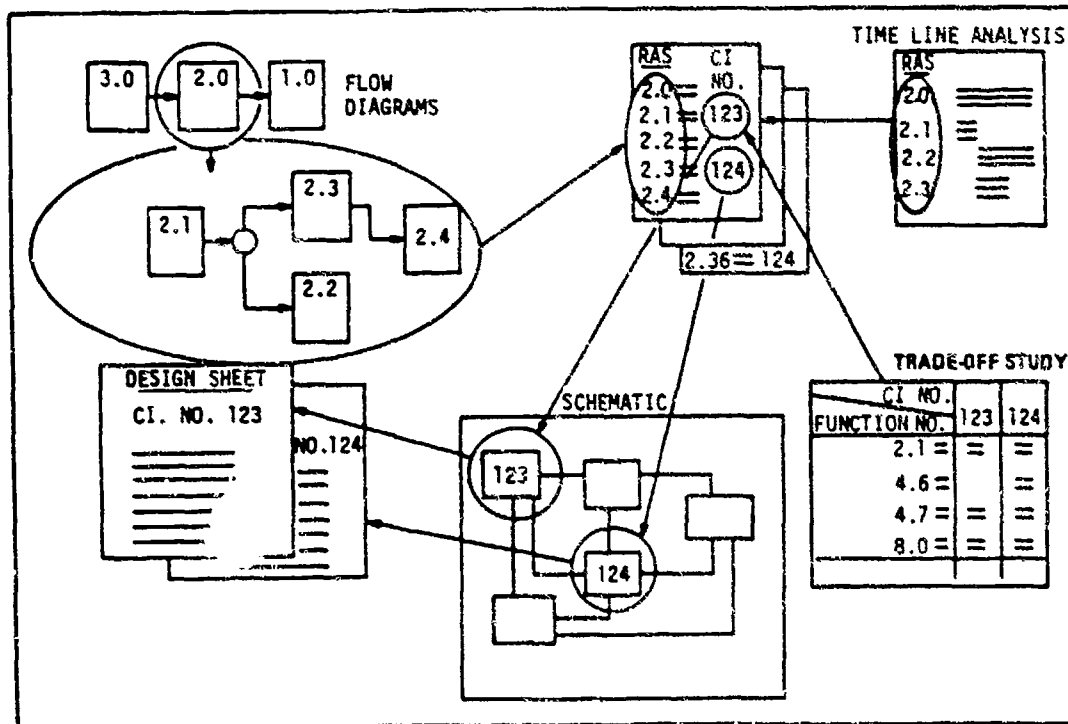 3.0
2.0
1.0
FLOW
DIAGRAMS
2.1
2.3
2.4
2.2
RAS
CI
NO.
2.0
2.1
2.2
2.3
2.4
123
124
2.36 = 124
TIME LINE ANALYSIS
RAS
2.0
2.1
2.2
2.3
DESIGN SHEET
CI. NO. 123
NO.124
SCHEMATIC
123
124
TRADE-OFF STUDY
CI NO.
FUNCTION NO. 123 124
2.1 = = =
4.6 = =
4.7 = = =
8.0 = = =